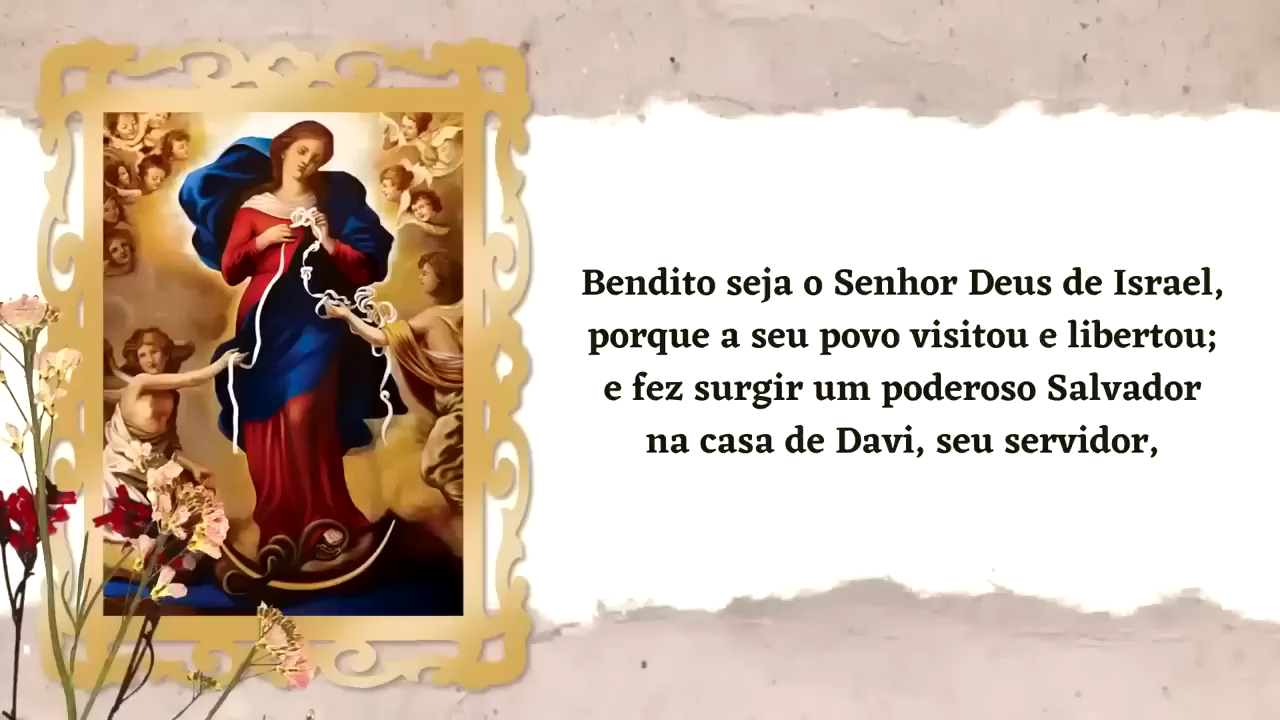 Bendito seja o Senhor Deus de Israel,
porque a seu povo visitou e libertou;
e fez surgir um poderoso Salvador
na casa de Davi, seu servidor,